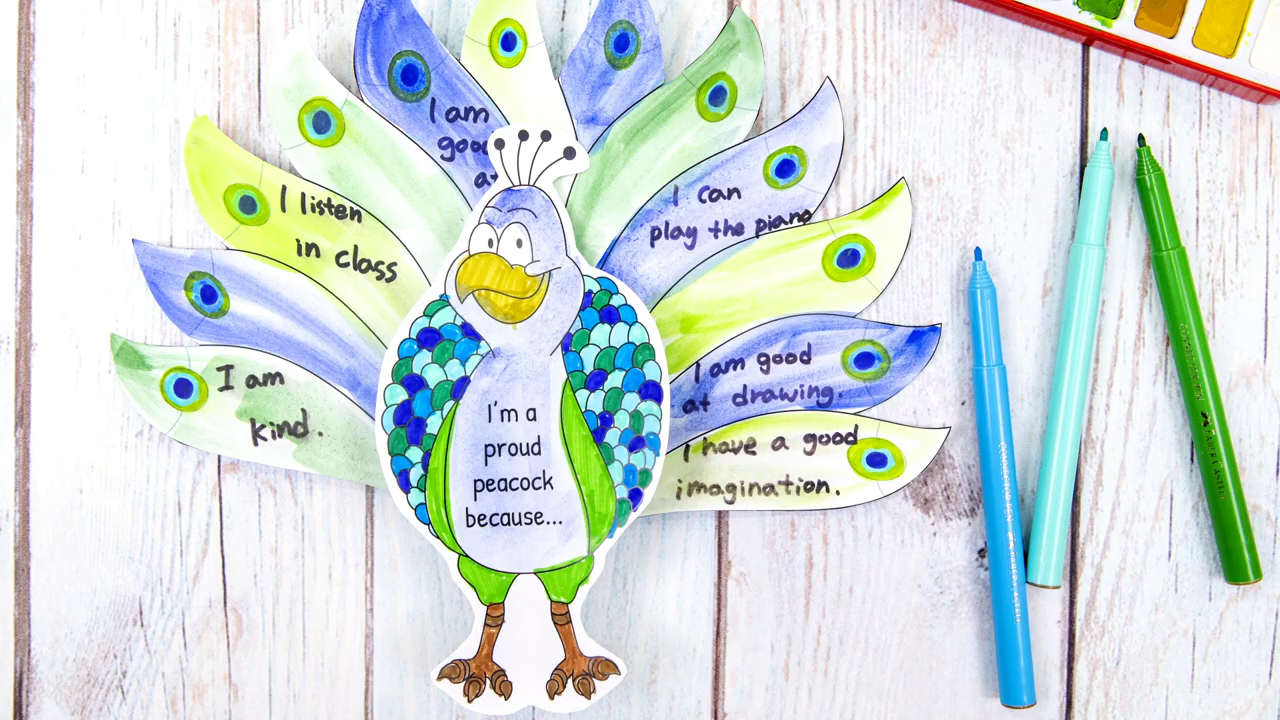 I am
I listen
in class
I can
play the piano
I am
kind.
I am good
at drawing.
I have a good
imagination.
I'm a
proud
peacock
because...